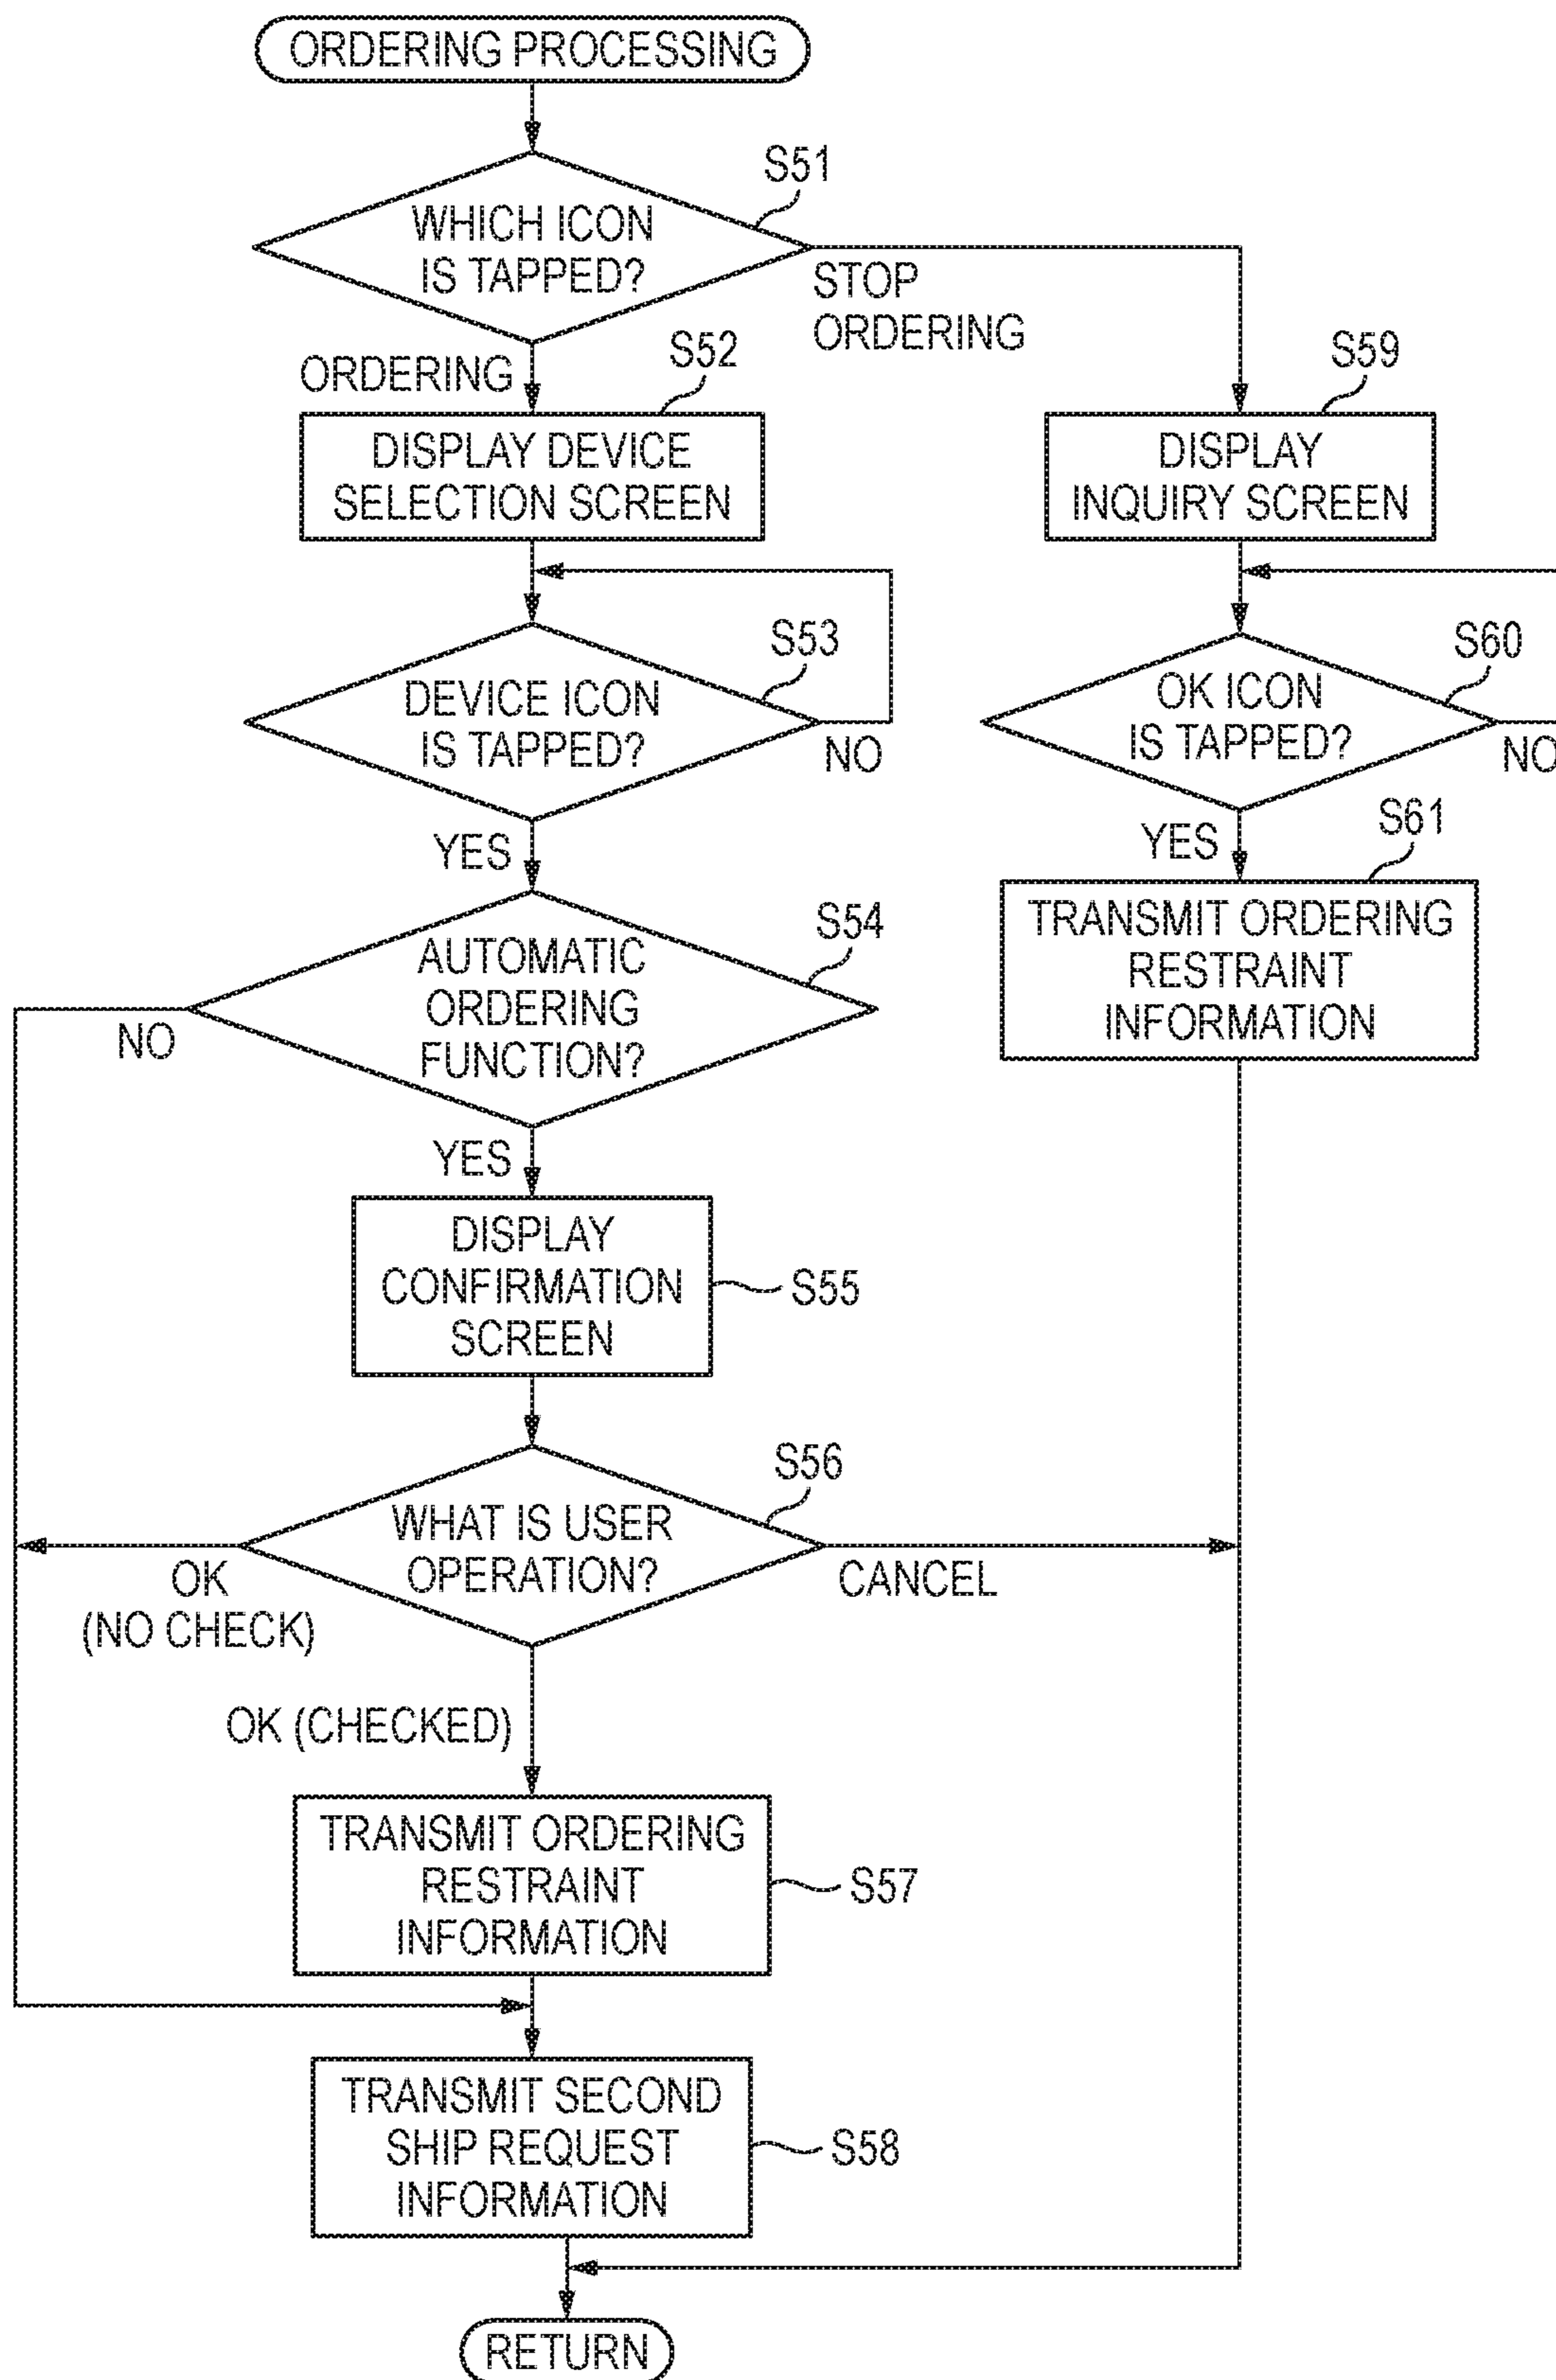 ORDERING PROCESSING
S51
WHICH ICON
IS TAPPED?
STOP
ORDERING
ORDERING
S52
DISPLAY DEVICE
SELECTION SCREEN
S59
DISPLAY
INQUIRY SCREEN
S53
DEVICE ICON
IS TAPPED?
NO
YES
S60
OK ICON
IS TAPPED?
NO
YES
S61
TRANSMIT ORDERING
RESTRAINT
INFORMATION
S54
AUTOMATIC
ORDERING
FUNCTION?
NO
YES
DISPLAY
CONFIRMATION
SCREEN
S55
S56
WHAT IS USER
OPERATION?
OK
(NO CHECK)
CANCEL
OK (CHECKED)
TRANSMIT ORDERING
RESTRAINT
INFORMATION
S57
TRANSMIT SECOND
SHIP REQUEST
INFORMATION
S58
RETURN